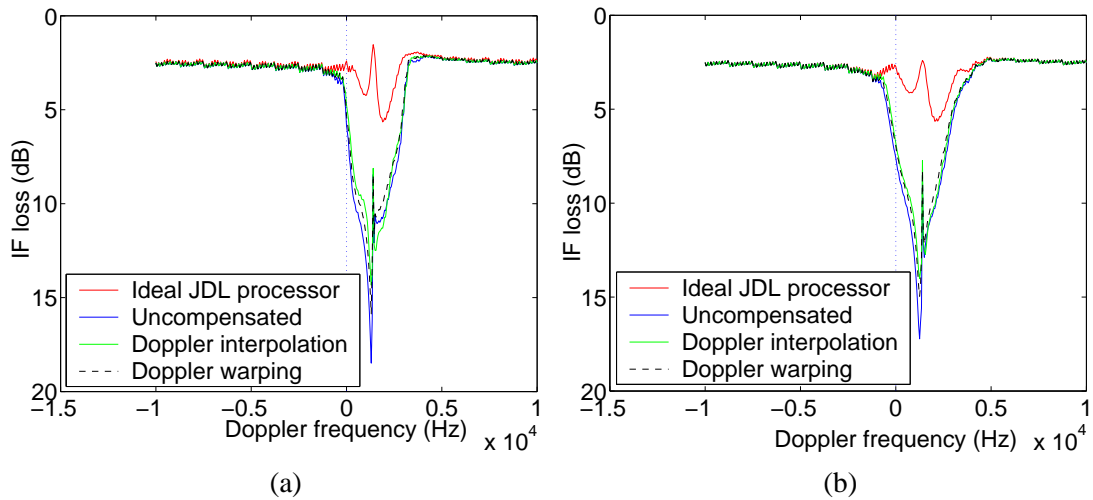 0
5
10
15
20
IF loss (dB)
Ideal JDL processor
Uncompensated
Doppler interpolation
Doppler warping
−1.5 −1 −0.5 0 0.5 1
Doppler frequency (Hz)
x 10^4
(a)
0
5
10
15
20
IF loss (dB)
Ideal JDL processor
Uncompensated
Doppler interpolation
Doppler warping
−1.5 −1 −0.5 0 0.5 1
Doppler frequency (Hz)
x 10^4
(b)